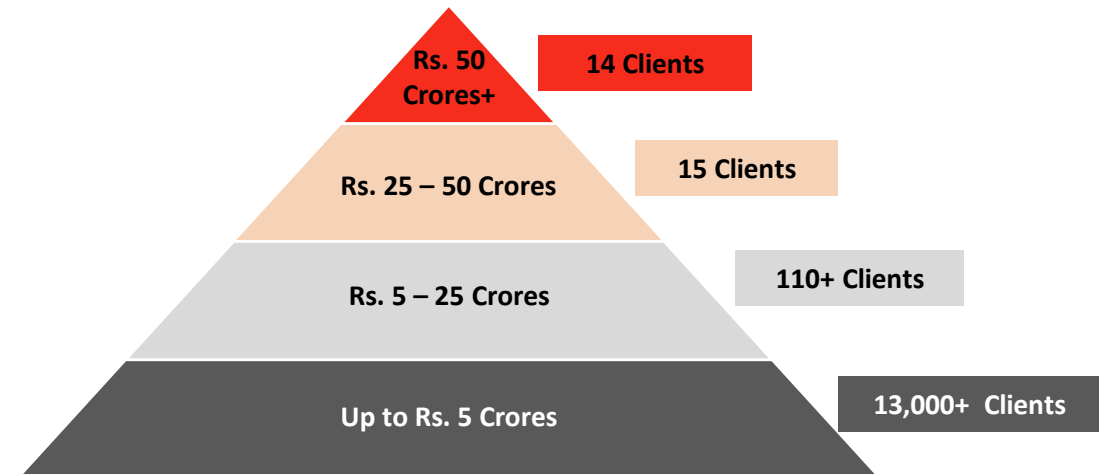 Rs. 50
Crores+
14 Clients
Rs. 25 – 50 Crores
15 Clients
Rs. 5 – 25 Crores
110+ Clients
Up to Rs. 5 Crores
13,000+ Clients